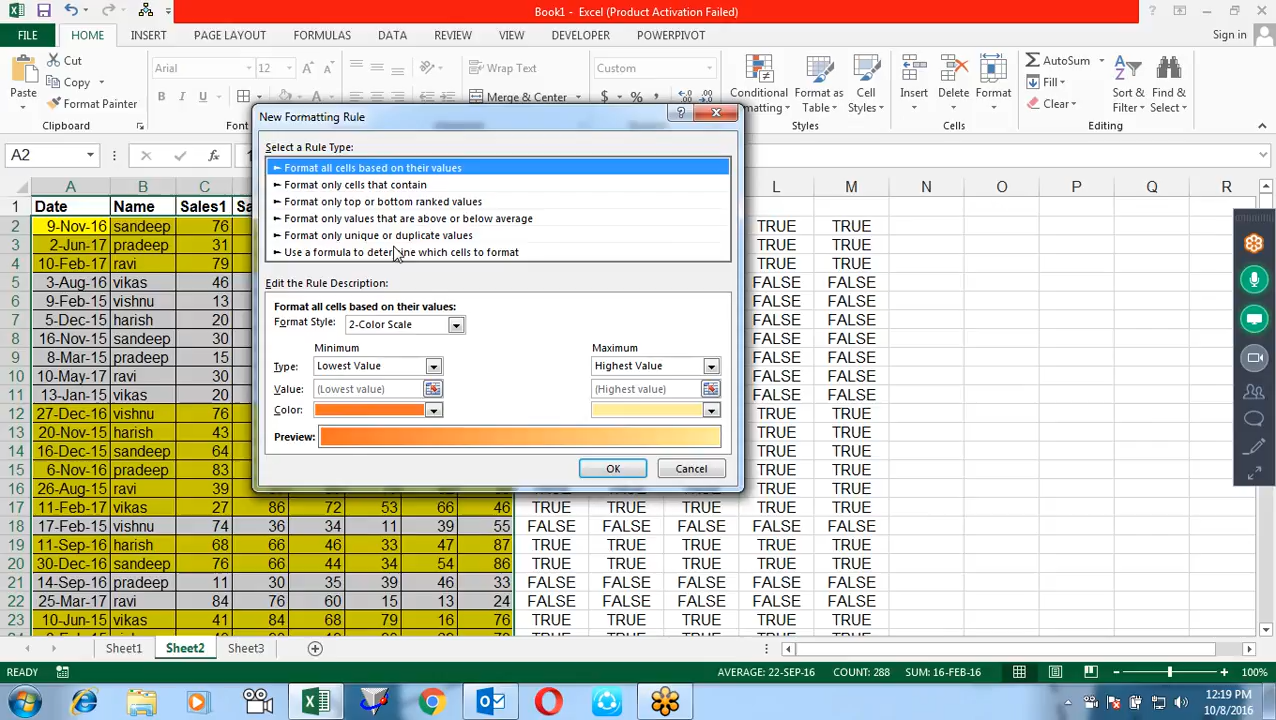 Book1 - Excel (Product Activation Failed)
FILE HOME INSERT PAGE LAYOUT FORMULAS DATA REVIEW VIEW DEVELOPER POWERPIVOT Sign in
Cut Arial 12 Wrap Text Custom AutoSum
Copy Fill
Paste Format Painter Merge & Center $ % Conditional Formatting Format as Table Cell Styles Insert Delete Format Clear Sort & Filter Find & Select
Clipboard Font Styles Cells Editing
A2
New Formatting Rule
Select a Rule Type:
► Format all cells based on their values
► Format only cells that contain
► Format only top or bottom ranked values
► Format only values that are above or below average
► Format only unique or duplicate values
► Use a formula to determine which cells to format
Edit the Rule Description:
Format all cells based on their values:
Format Style: 2-Color Scale
Minimum Maximum
Type: Lowest Value Highest Value
Value: (Lowest value) (Highest value)
Color:
Preview:
OK Cancel
A B C L M N O P Q R
1 Date Name Sales1
2 9-Nov-16 sandeep 76 TRUE TRUE
3 2-Jun-17 pradeep 31 TRUE TRUE
4 10-Feb-17 ravi 79 TRUE TRUE
5 3-Aug-16 vikas 46 FALSE FALSE
6 9-Feb-15 vishnu 13 FALSE FALSE
7 5-Dec-15 harish 20 FALSE FALSE
8 16-Nov-15 sandeep 30 FALSE FALSE
9 8-Mar-15 pradeep 15 FALSE FALSE
10 10-May-17 ravi 30 FALSE FALSE
11 13-Jan-15 vikas 20 FALSE FALSE
12 27-Dec-16 vishnu 76 TRUE TRUE
13 20-Nov-15 harish 43 TRUE TRUE
14 16-Dec-15 sandeep 64 TRUE TRUE
15 6-Nov-16 pradeep 83 TRUE TRUE
16 26-Aug-15 ravi 39 TRUE TRUE
17 11-Feb-17 vikas 27 86 72 53 66 46 TRUE TRUE TRUE TRUE TRUE
18 17-Feb-15 vishnu 74 36 34 11 39 55 FALSE FALSE FALSE FALSE FALSE
19 11-Sep-16 harish 68 66 46 33 47 87 TRUE TRUE TRUE TRUE TRUE
20 30-Dec-16 sandeep 76 66 44 34 54 86 TRUE TRUE TRUE TRUE TRUE
21 14-Sep-16 pradeep 11 30 35 39 46 33 FALSE FALSE FALSE FALSE FALSE
22 25-Mar-17 ravi 84 76 60 15 13 24 FALSE FALSE FALSE FALSE FALSE
23 10-Jun-15 vikas 41 84 68 79 16 76 TRUE TRUE TRUE TRUE TRUE
Sheet1 Sheet2 Sheet3
READY AVERAGE: 22-SEP-16 COUNT: 288 SUM: 16-FEB-16 100%
12:19 PM
10/8/2016